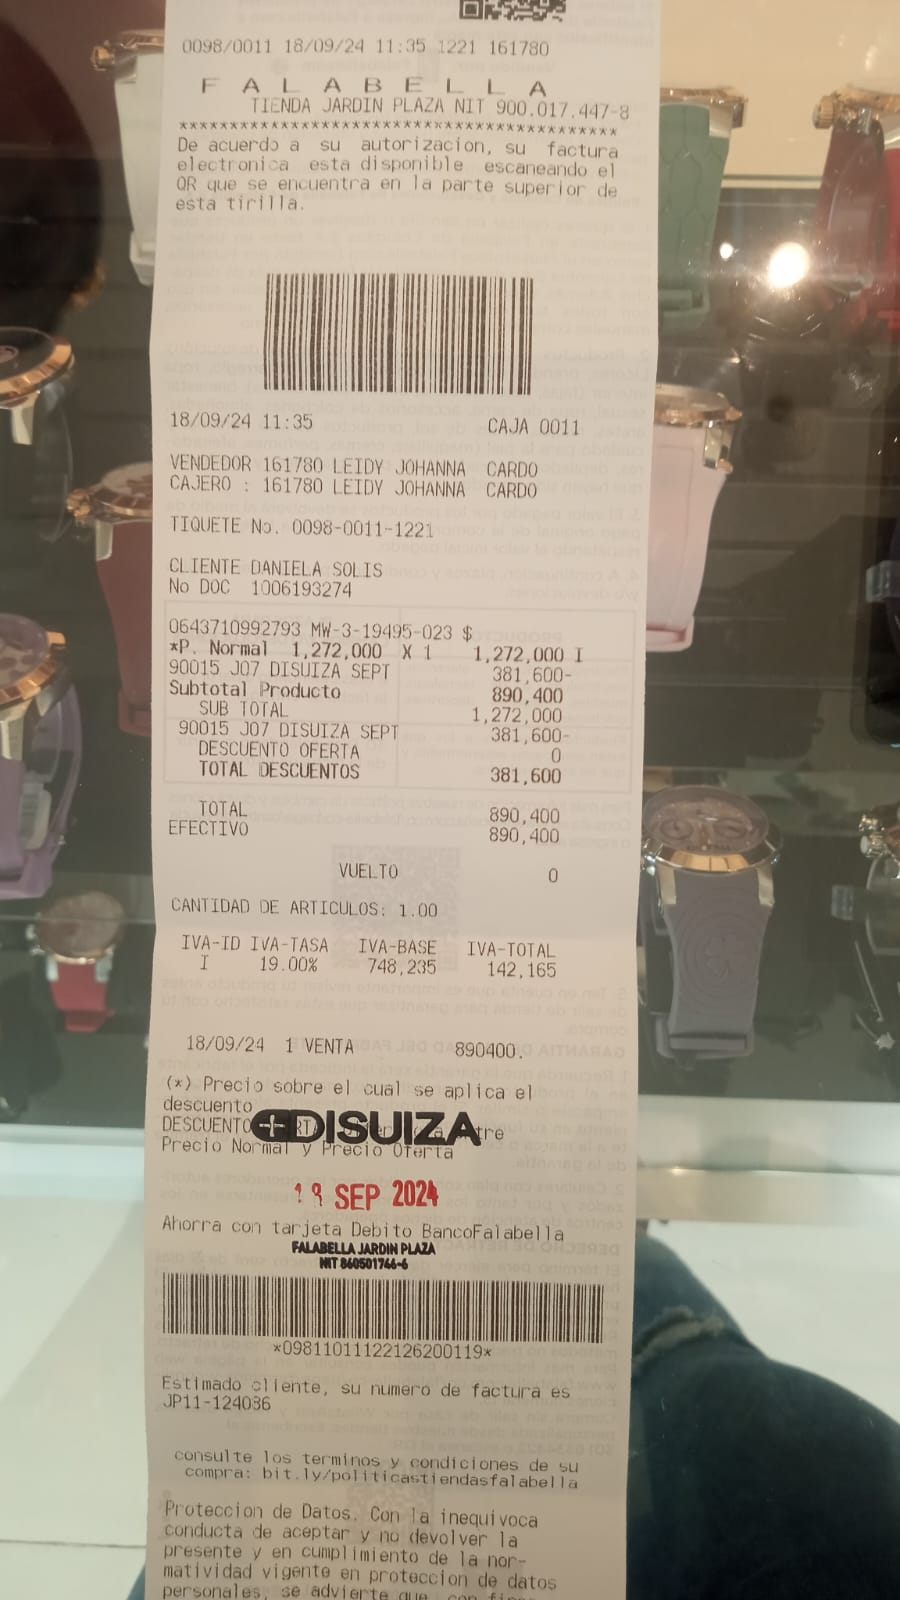 0098/0011 18/09/24 11:35 1221 161780
FALABELLA
TIENDA JARDIN PLAZA NIT 900.017.447-8
********************************************
De acuerdo a su autorizacion, su factura
electronica esta disponible escaneando el
QR que se encuentra en la parte superior de
esta tirilla.
18/09/24 11:35 CAJA 0011
VENDEDOR 161780 LEIDY JOHANNA CARDO
CAJERO : 161780 LEIDY JOHANNA CARDO
TIQUETE No. 0098-0011-1221
CLIENTE DANIELA SOLIS
No DOC 1006193274
0643710992793 MW-3-19495-023 $
*P. Normal 1,272,000 X 1 1,272,000 I
90015 J07 DISUIZA SEPT 381,600-
Subtotal Producto 890,400
SUB TOTAL 1,272,000
90015 J07 DISUIZA SEPT 381,600-
DESCUENTO OFERTA 0
TOTAL DESCUENTOS 381,600
TOTAL 890,400
EFECTIVO 890,400
VUELTO 0
CANTIDAD DE ARTICULOS: 1.00
IVA-ID IVA-TASA IVA-BASE IVA-TOTAL
I 19.00% 748,235 142,165
18/09/24 1 VENTA 890400.
(*) Precio sobre el cual se aplica el
descuento
DISUIZA
DESCUENTO
Precio Normal y Precio Oferta
SEP 2024
Ahorra con tarjeta Debito BancoFalabella
FALABELLA JARDIN PLAZA
NIT 860501766-6
*09811011122126200119*
Estimado cliente, su numero de factura es
JP11-124036
consulte los terminos y condiciones de su
compra: bit.ly/politicastiendasfalabella
Proteccion de Datos. Con la inequivoca
conducta de aceptar y no devolver la
presente y en cumplimiento de la nor-
matividad vigente en proteccion de datos
personales, se advierte que con